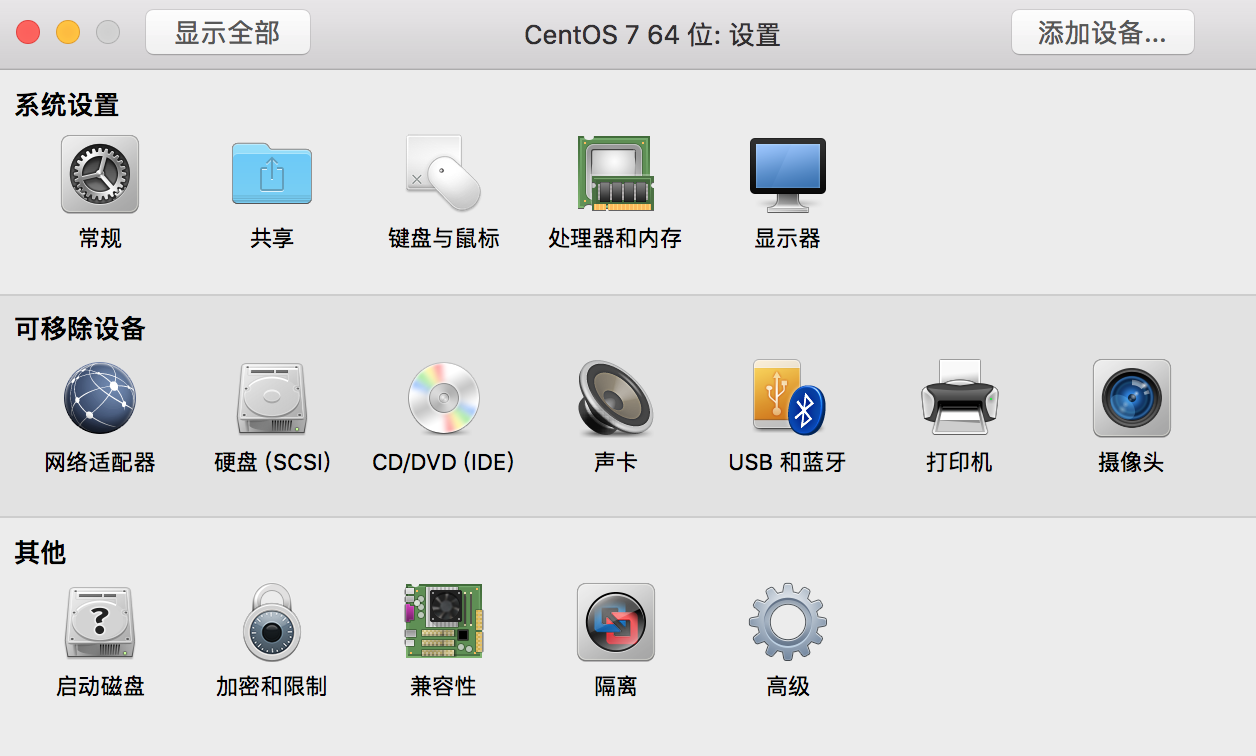 显示全部 CentOS 7 64 位: 设置 添加设备...
系统设置
常规 共享 键盘与鼠标 处理器和内存 显示器
可移除设备
网络适配器 硬盘 (SCSI) CD/DVD (IDE) 声卡 USB 和蓝牙 打印机 摄像头
其他
?
启动磁盘 加密和限制 兼容性 隔离 高级